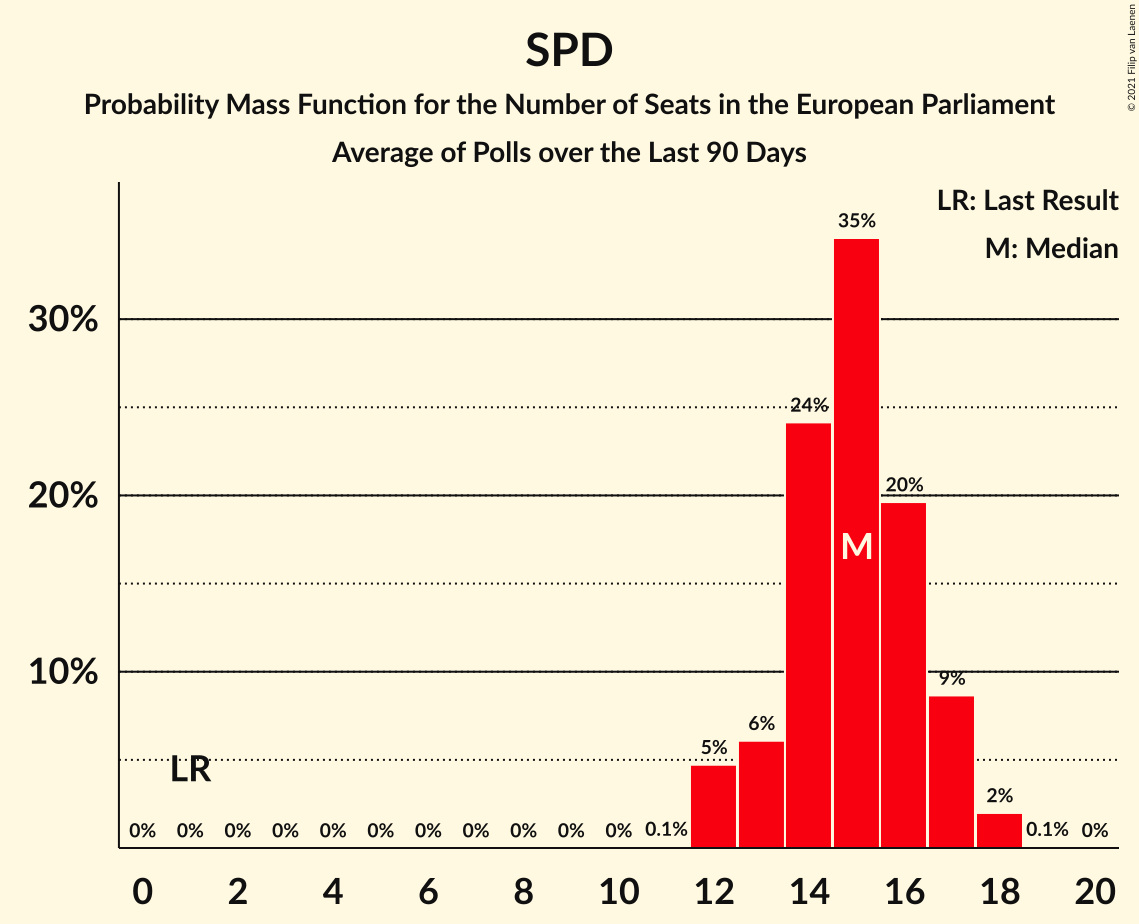 © 2021 Filip van Laenen
SPD
Probability Mass Function for the Number of Seats in the European Parliament
Average of Polls over the Last 90 Days
LR: Last Result
M: Median
35%
30%
24%
20%
20%
M
10%
9%
6%
5%
LR
2%
0% 0% 0% 0% 0% 0% 0% 0% 0% 0% 0% 0.1% 0.1% 0%
0 2 4 6 8 10 12 14 16 18 20